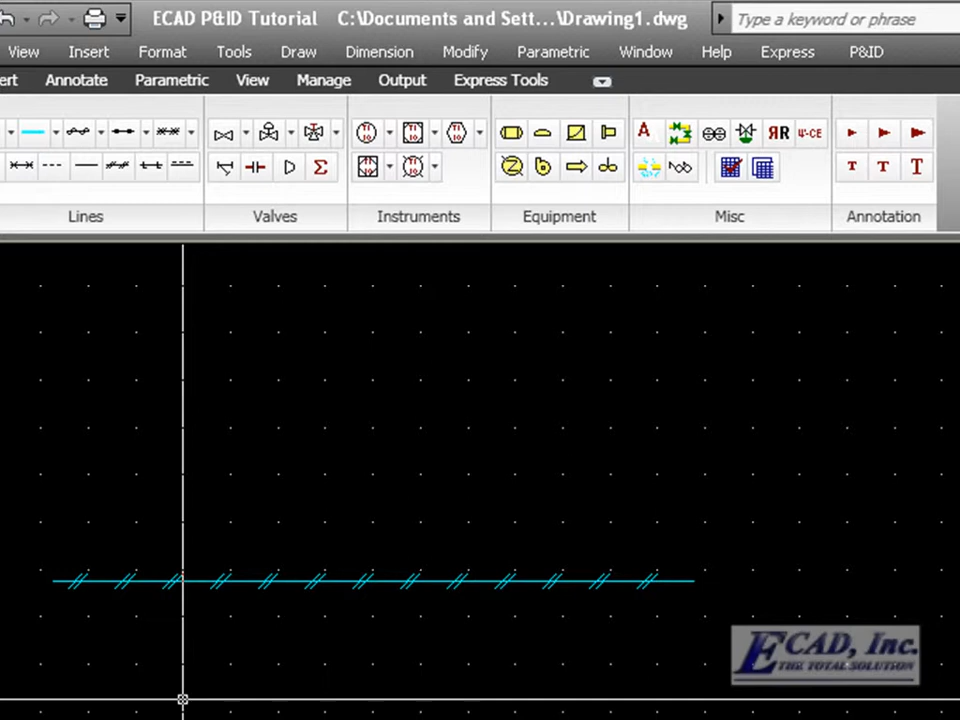 ECAD P&ID Tutorial C:\Documents and Sett...\Drawing1.dwg Type a keyword or phrase
View Insert Format Tools Draw Dimension Modify Parametric Window Help Express P&ID
ert Annotate Parametric View Manage Output Express Tools
A RR
T T T
Lines Valves Instruments Equipment Misc Annotation
ECAD, Inc.
THE TOTAL SOLUTION